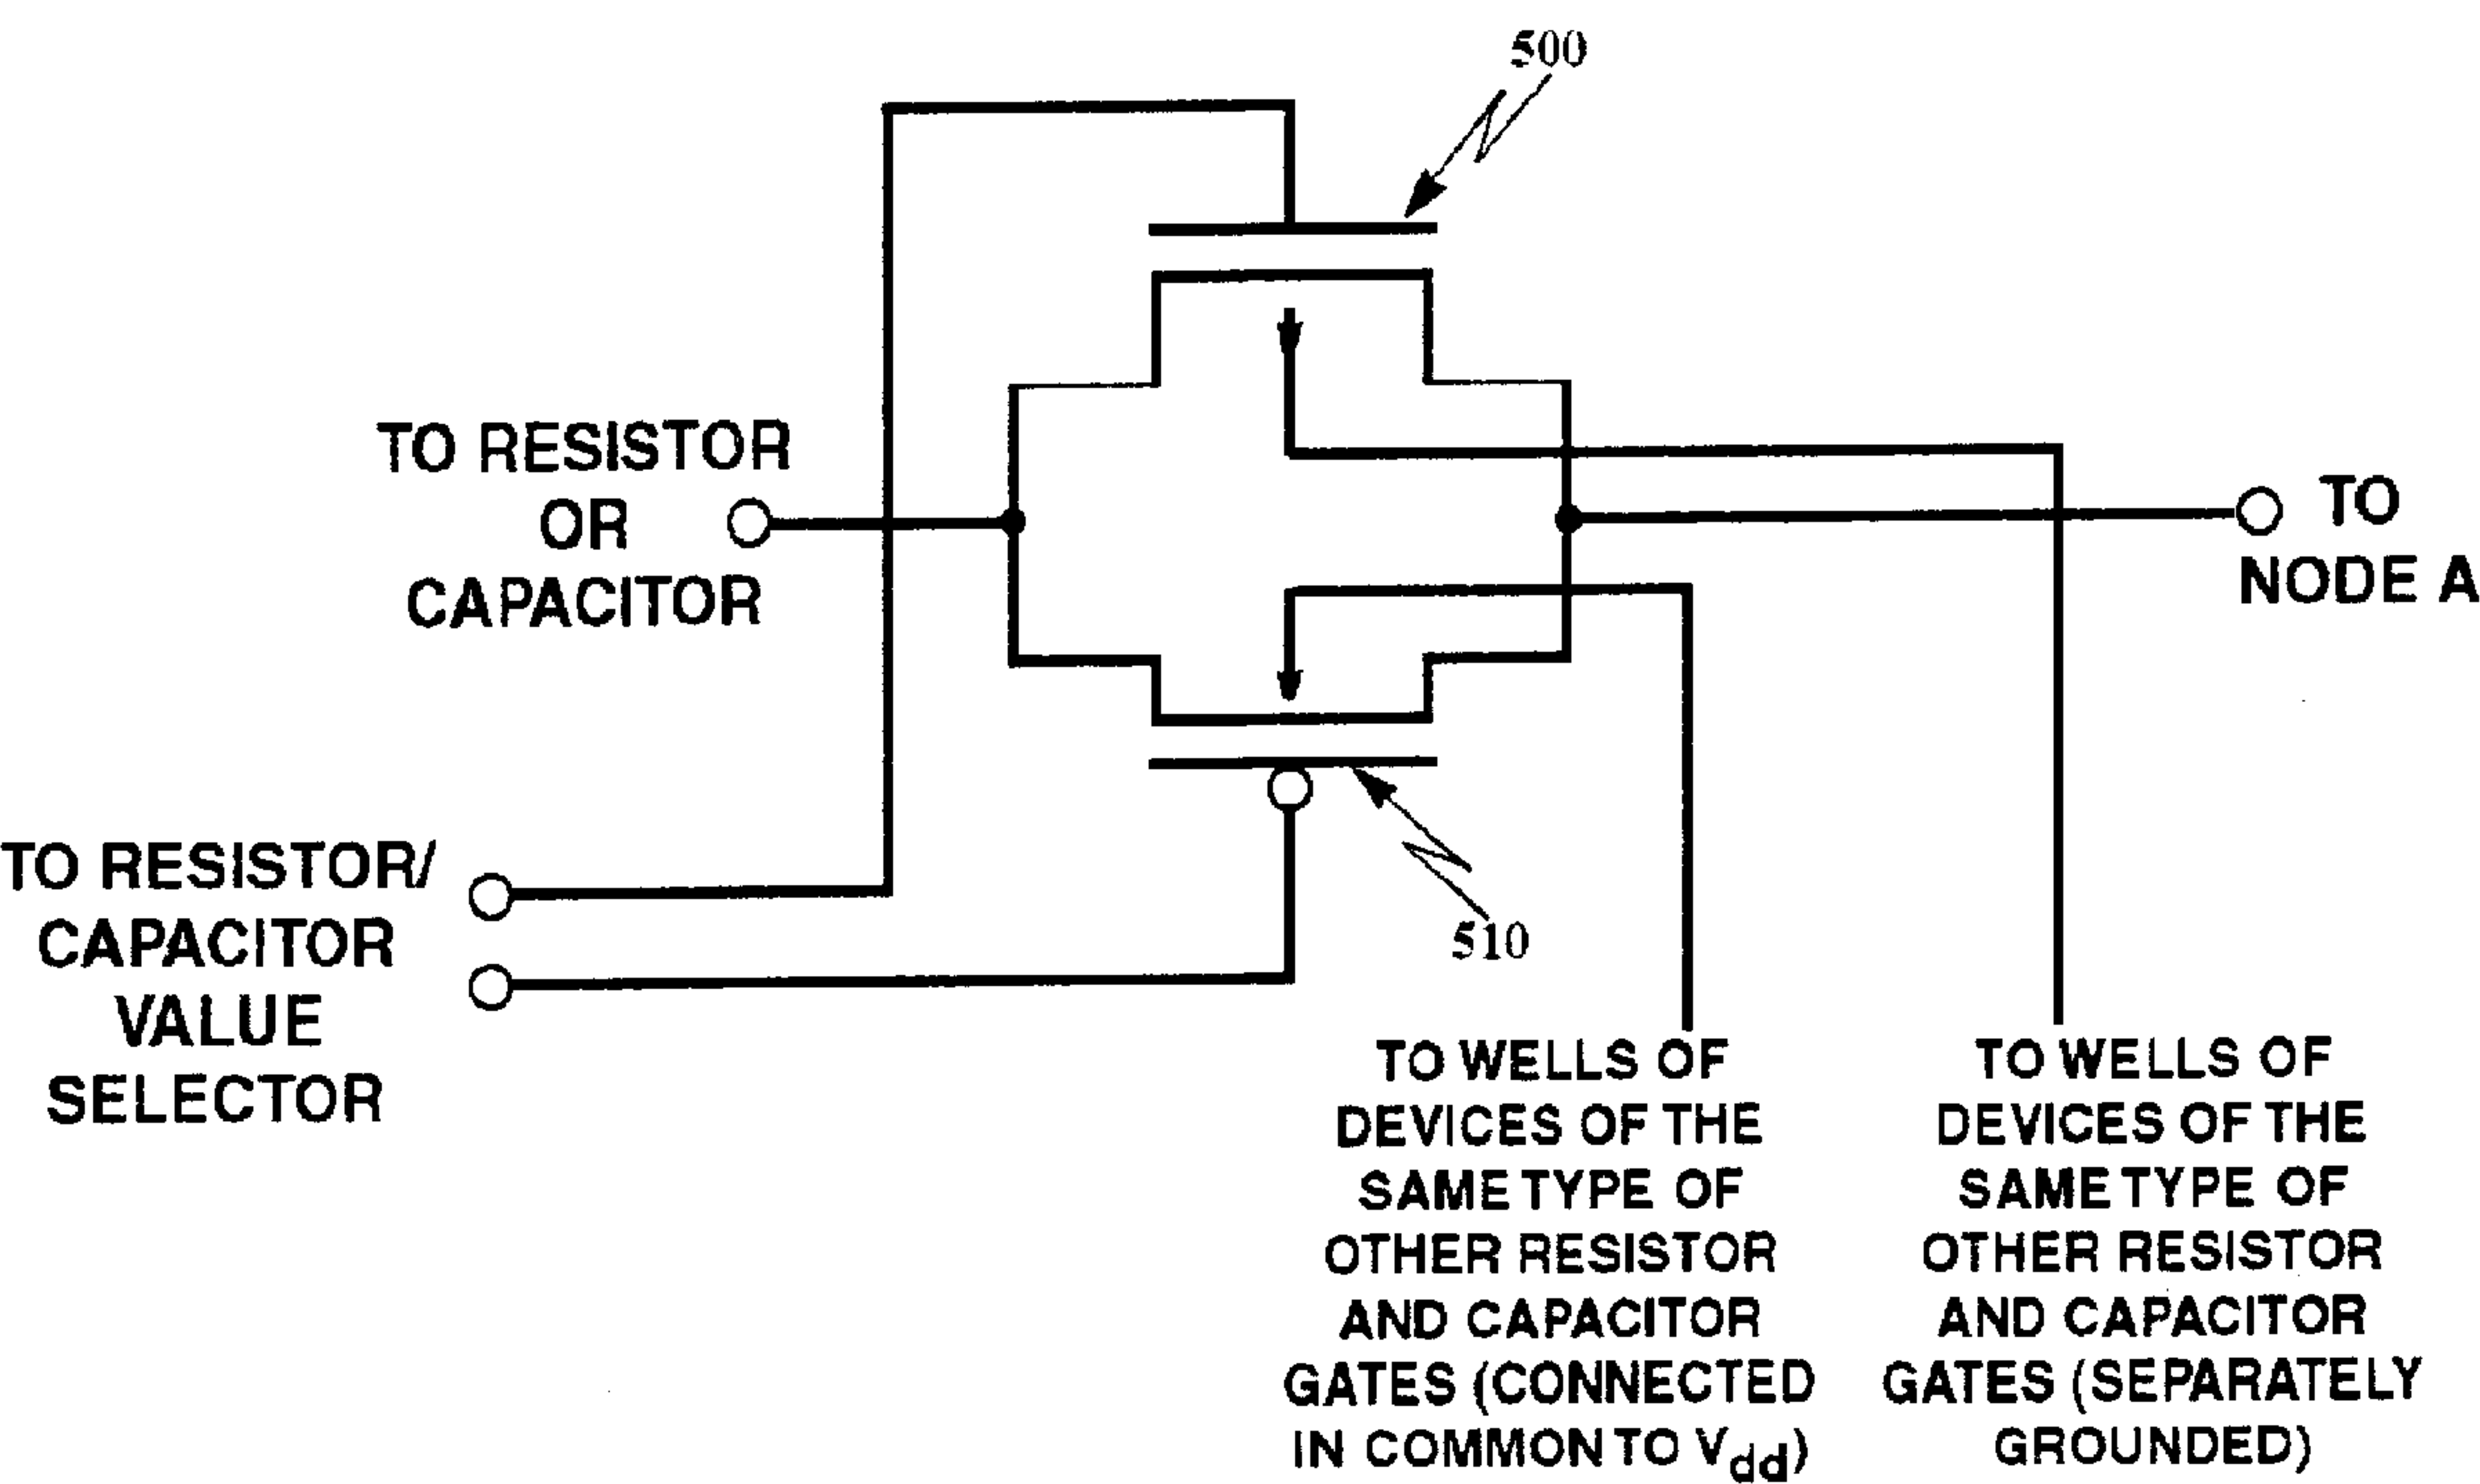 500
TO RESISTOR
OR
CAPACITOR
TO
NODE A
TO RESISTOR/
CAPACITOR
VALUE
SELECTOR
510
TO WELLS OF
DEVICES OF THE
SAME TYPE OF
OTHER RESISTOR
AND CAPACITOR
GATES (CONNECTED
IN COMMON TO Vdd)
TO WELLS OF
DEVICES OF THE
SAME TYPE OF
OTHER RESISTOR
AND CAPACITOR
GATES (SEPARATELY
GROUNDED)